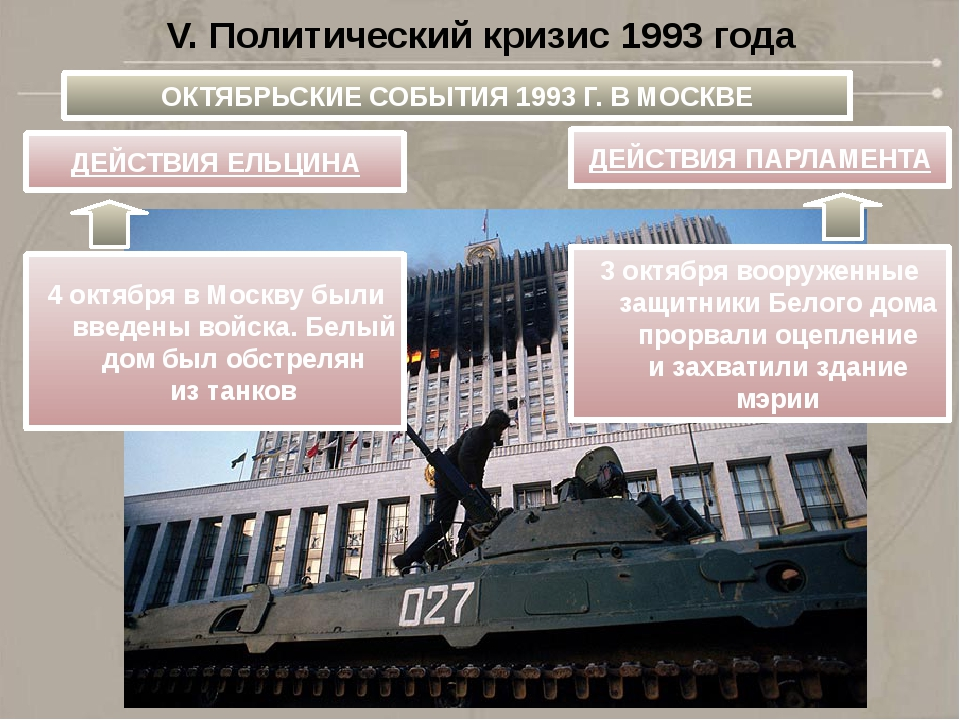 V. Политический кризис 1993 года
ОКТЯБРЬСКИЕ СОБЫТИЯ 1993 Г. В МОСКВЕ
ДЕЙСТВИЯ ЕЛЬЦИНА
4 октября в Москву были
введены войска. Белый
дом был обстрелян
из танков
ДЕЙСТВИЯ ПАРЛАМЕНТА
3 октября вооруженные
защитники Белого дома
прорвали оцепление
и захватили здание
мэрии
027